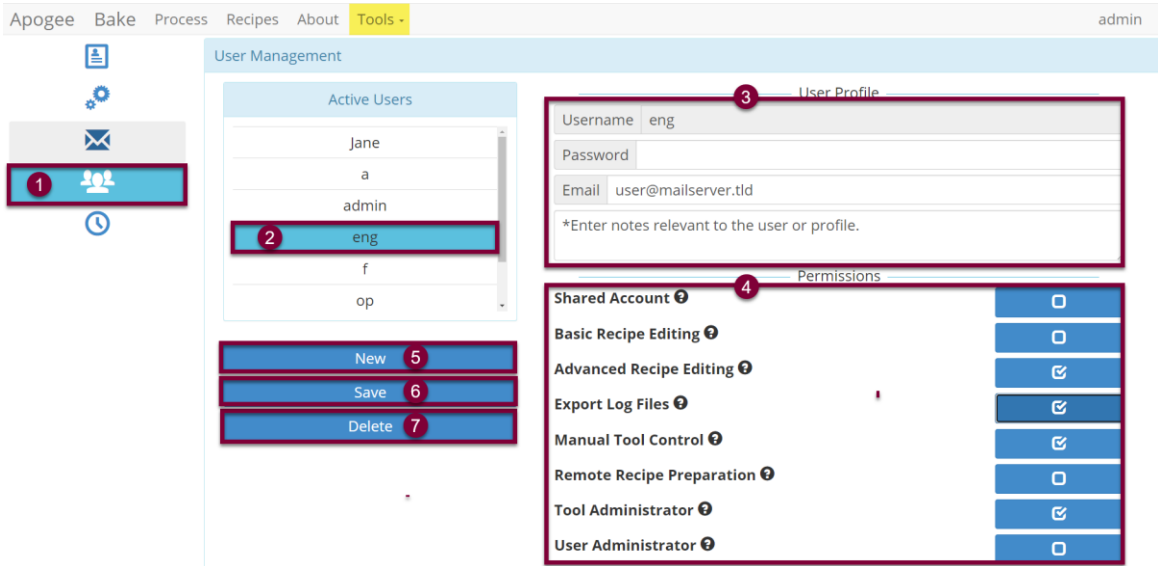 Apogee Bake Process Recipes About Tools admin
User Management
Active Users
Jane
a
admin
eng
f
op
New
Save
Delete
1
2
5
6
7
User Profile
3
Username eng
Password
Email user@mailserver.tld
*Enter notes relevant to the user or profile.
Permissions
4
Shared Account ?
Basic Recipe Editing ?
Advanced Recipe Editing ?
Export Log Files ?
Manual Tool Control ?
Remote Recipe Preparation ?
Tool Administrator ?
User Administrator ?